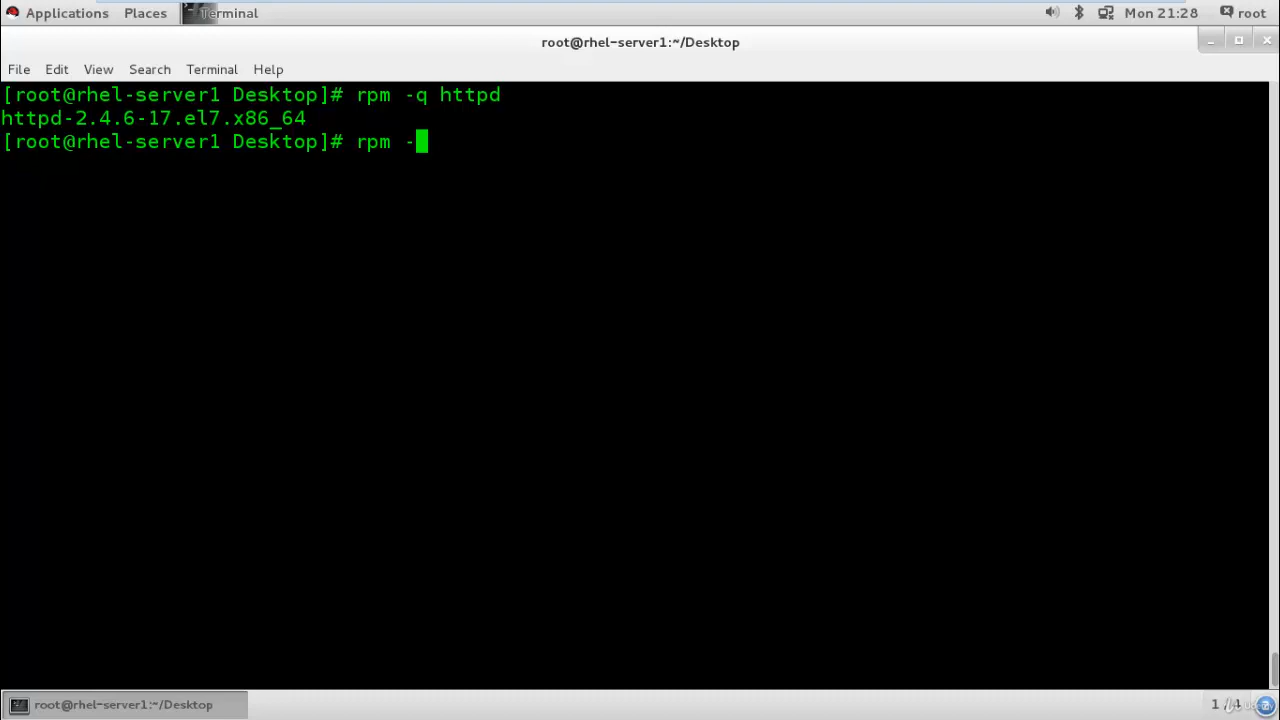 Applications Places Terminal Mon 21:28 root
root@rhel-server1:~/Desktop
File Edit View Search Terminal Help
[root@rhel-server1 Desktop]# rpm -q httpd
httpd-2.4.6-17.el7.x86_64
[root@rhel-server1 Desktop]# rpm -
root@rhel-server1:~/Desktop